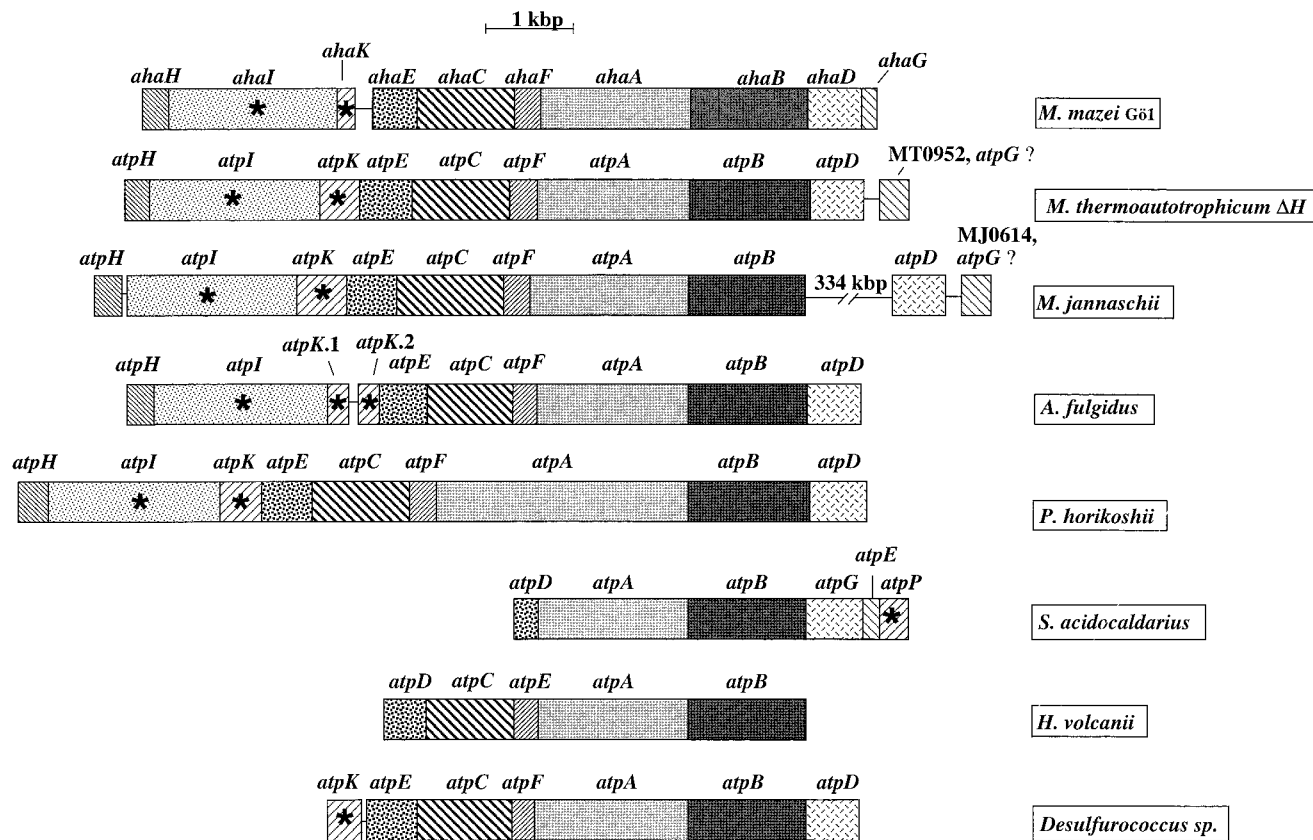 1 kbp
ahaH ahaI ahaK ahaE ahaC ahaF ahaA ahaB ahaD ahaG
* *
M. mazei Gö1
atpH atpI atpK atpE atpC atpF atpA atpB atpD MT0952, atpG ?
* *
M. thermoautotrophicum ΔH
MJ0614,
atpH atpI atpK atpE atpC atpF atpA atpB atpD atpG ?
* * 334 kbp
M. jannaschii
atpK.1 atpK.2
atpH atpI atpE atpC atpF atpA atpB atpD
* * *
A. fulgidus
atpH atpI atpK atpE atpC atpF atpA atpB atpD
* *
P. horikoshii
atpE
atpD atpA atpB atpG atpP
*
S. acidocaldarius
atpD atpC atpE atpA atpB
H. volcanii
atpK atpE atpC atpF atpA atpB atpD
*
Desulfurococcus sp.